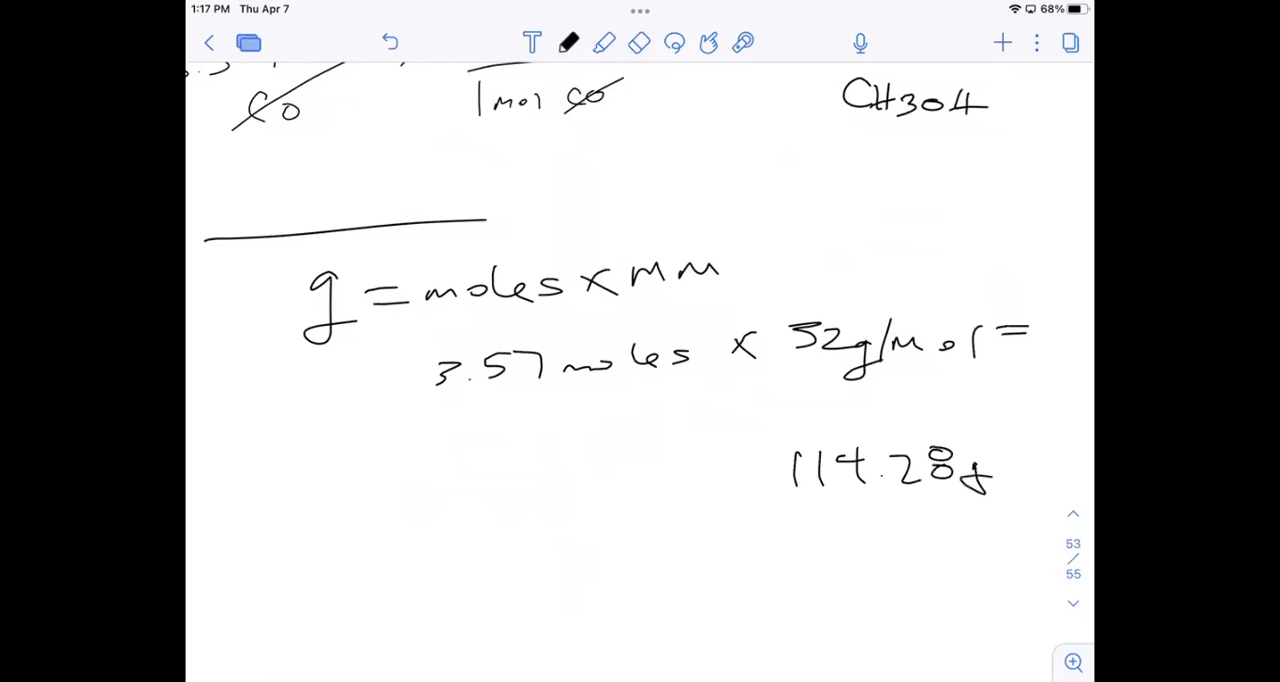 1:17 PM Thu Apr 7
68%
T
CO
1 mol CO
CH3OH
g = moles x MM
3.57 moles x 32g/mol =
114.28g
53
55